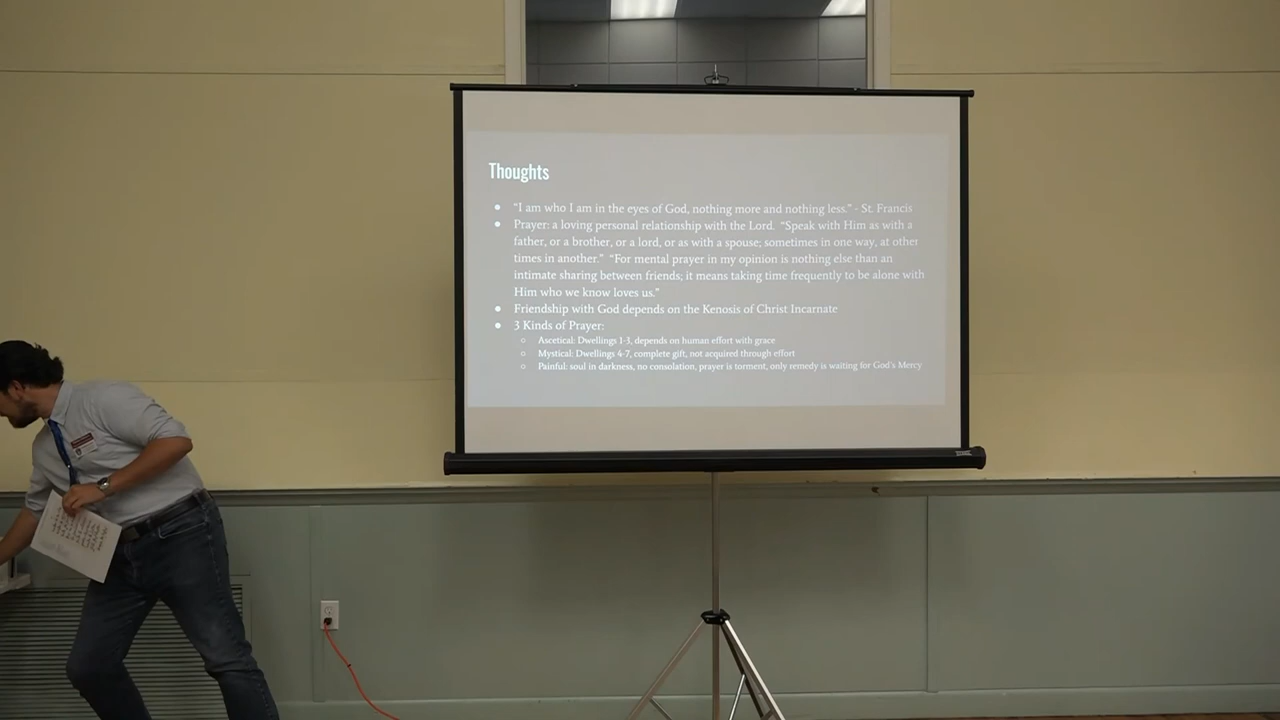 Thoughts
“I am who I am in the eyes of God, nothing more and nothing less.” - St. Francis
Prayer: a loving personal relationship with the Lord. “Speak with Him as with a
father, or a brother, or a lord, or as with a spouse; sometimes in one way, at other
times in another.” “For mental prayer in my opinion is nothing else than an
intimate sharing between friends; it means taking time frequently to be alone with
Him who we know loves us.”
Friendship with God depends on the Kenosis of Christ Incarnate
3 Kinds of Prayer:
Ascetical: Dwellings 1-3, depends on human effort with grace
Mystical: Dwellings 4-7, complete gift, not acquired through effort
Painful: soul in darkness, no consolation, prayer is torment, only remedy is waiting for God's Mercy